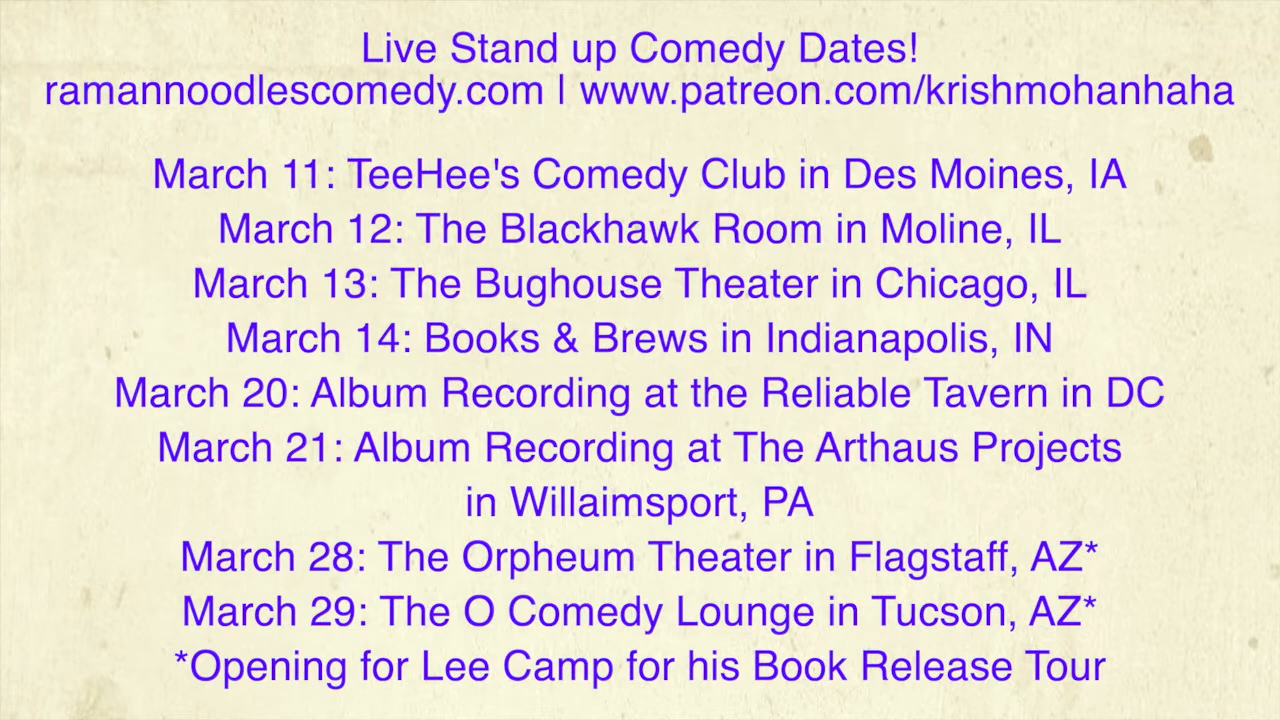 Live Stand up Comedy Dates!
ramannoodlescomedy.com | www.patreon.com/krishmohanhaha
March 11: TeeHee's Comedy Club in Des Moines, IA
March 12: The Blackhawk Room in Moline, IL
March 13: The Bughouse Theater in Chicago, IL
March 14: Books & Brews in Indianapolis, IN
March 20: Album Recording at the Reliable Tavern in DC
March 21: Album Recording at The Arthaus Projects
in Willaimsport, PA
March 28: The Orpheum Theater in Flagstaff, AZ*
March 29: The O Comedy Lounge in Tucson, AZ*
*Opening for Lee Camp for his Book Release Tour